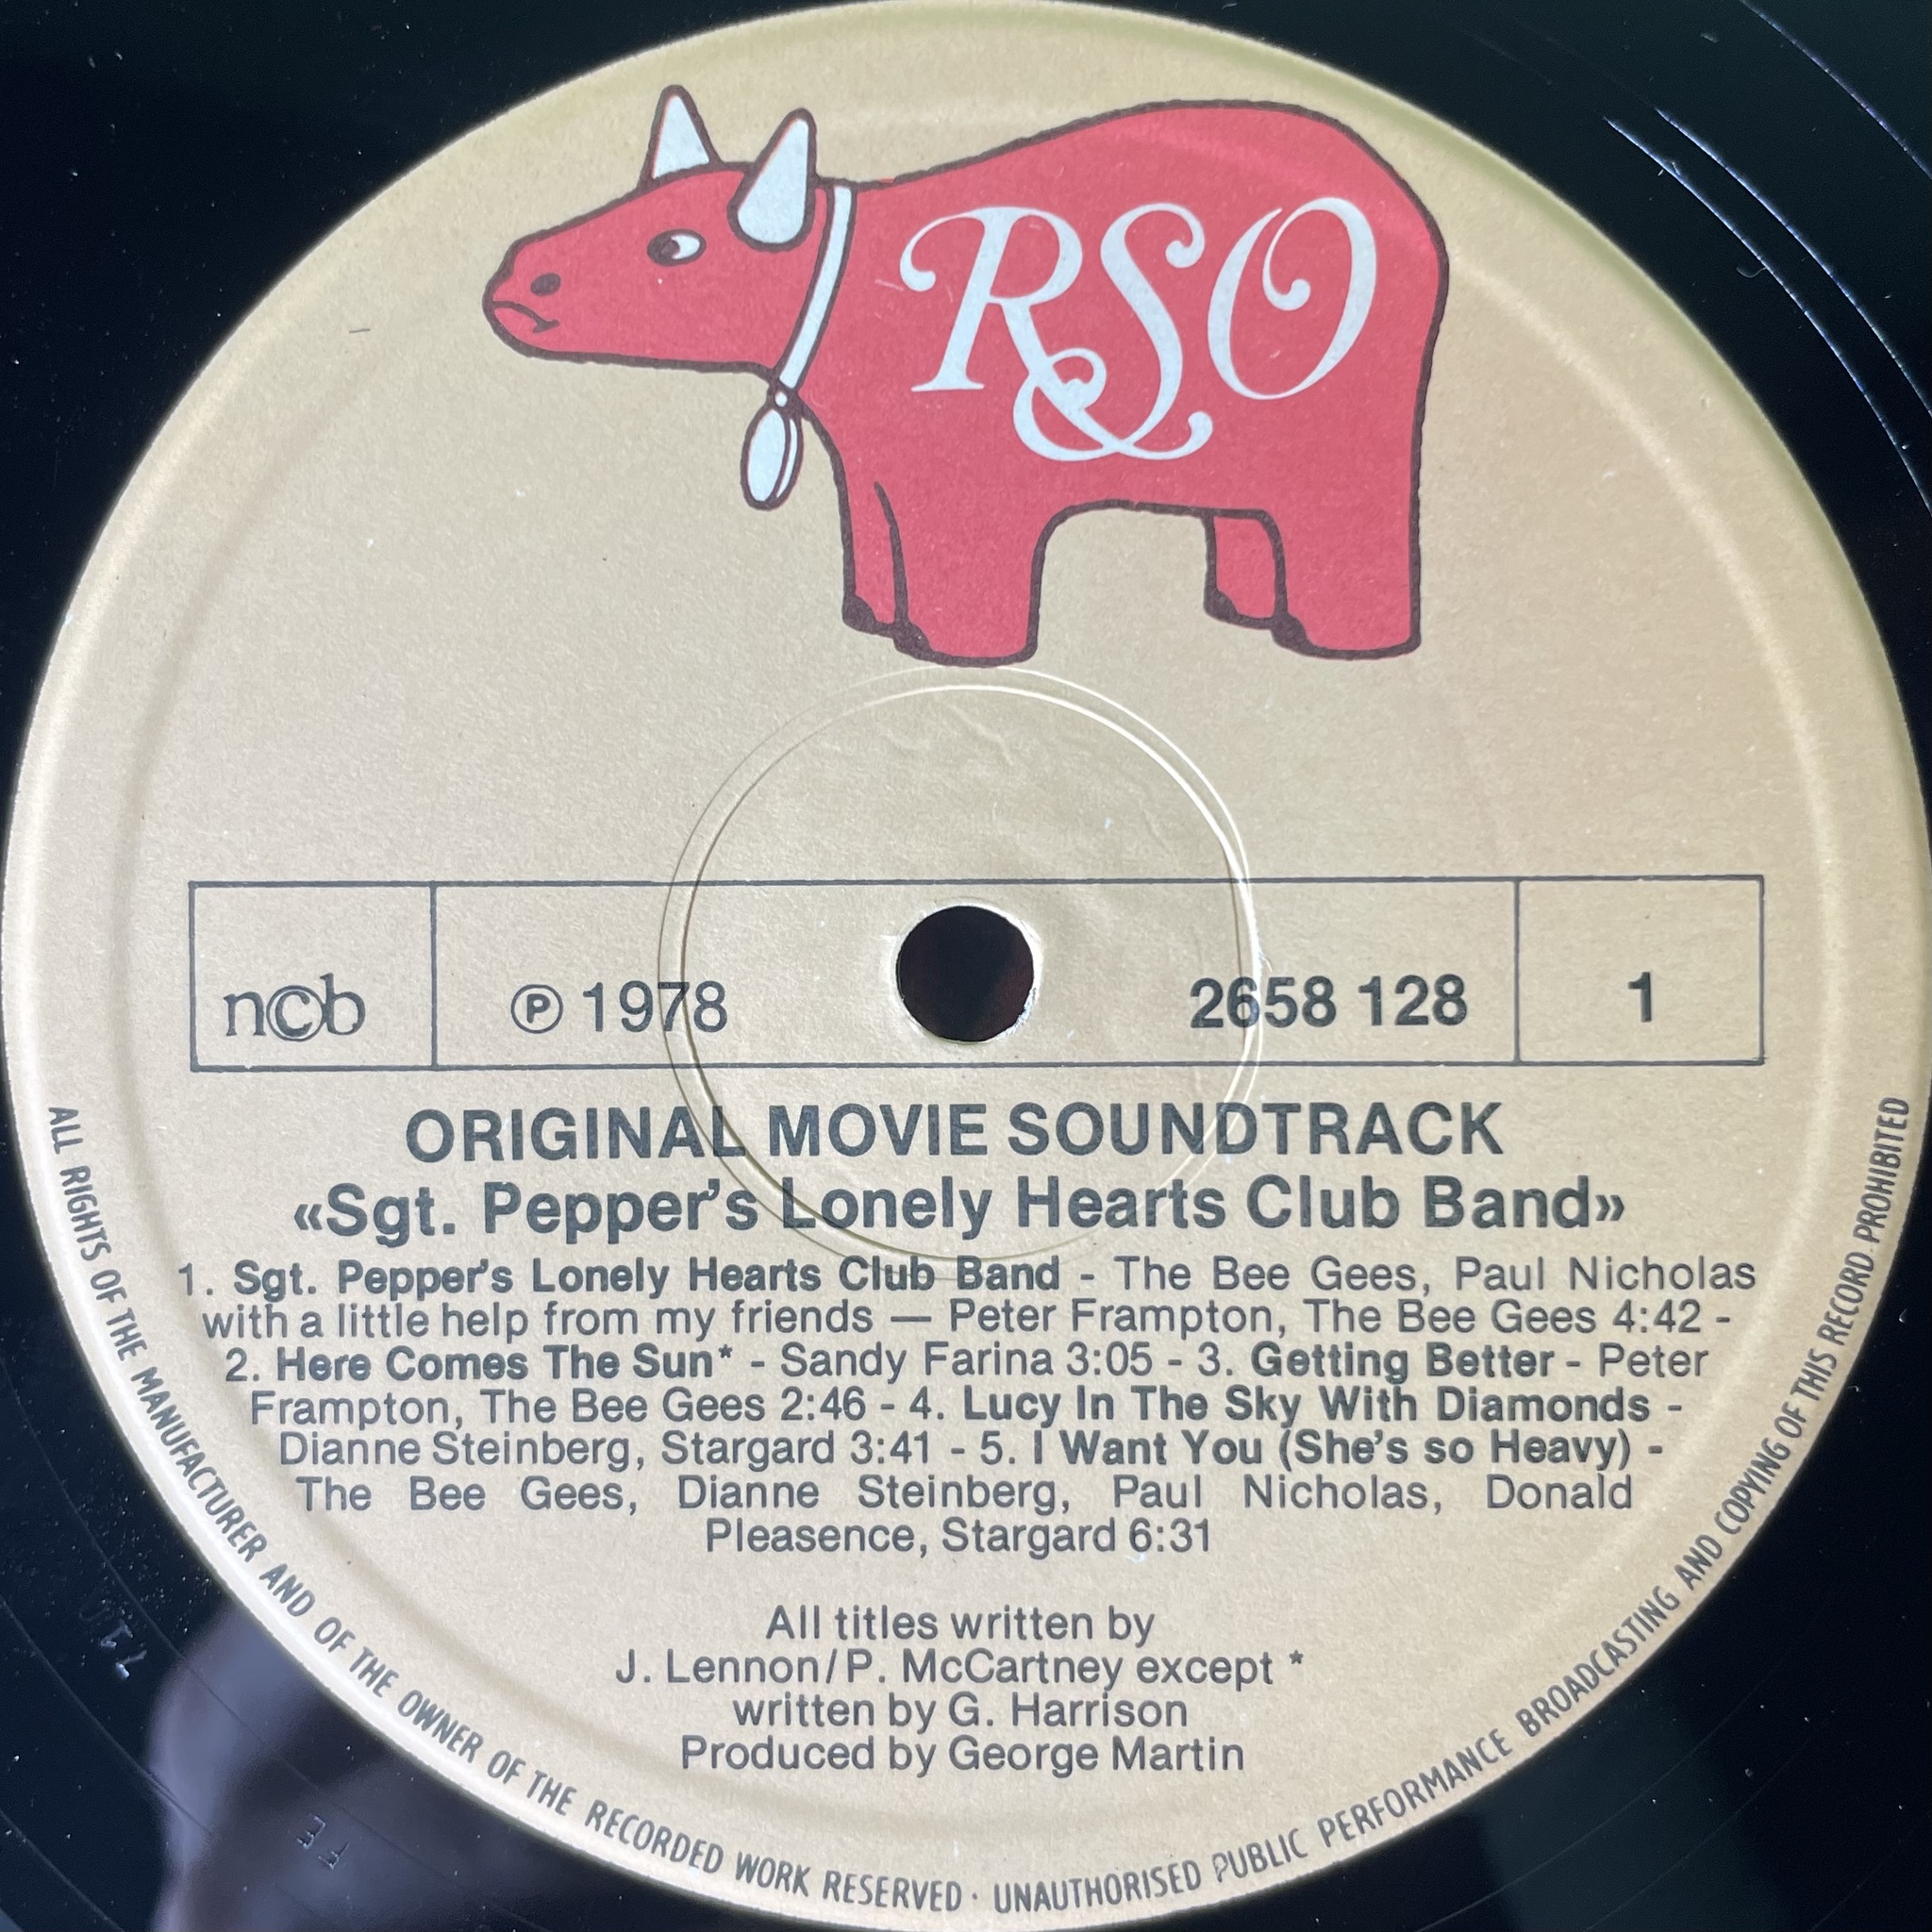 RSO
ncb
℗ 1978
2658 128
1
ORIGINAL MOVIE SOUNDTRACK
«Sgt. Pepper's Lonely Hearts Club Band»
1. Sgt. Pepper's Lonely Hearts Club Band - The Bee Gees, Paul Nicholas
with a little help from my friends — Peter Frampton, The Bee Gees 4:42 -
2. Here Comes The Sun* - Sandy Farina 3:05 - 3. Getting Better - Peter
Frampton, The Bee Gees 2:46 - 4. Lucy In The Sky With Diamonds -
Dianne Steinberg, Stargard 3:41 - 5. I Want You (She's so Heavy) -
The Bee Gees, Dianne Steinberg, Paul Nicholas, Donald
Pleasence, Stargard 6:31
All titles written by
J. Lennon/P. McCartney except *
written by G. Harrison
Produced by George Martin
ALL RIGHTS OF THE MANUFACTURER AND OF THE OWNER OF THE RECORDED WORK RESERVED · UNAUTHORISED PUBLIC PERFORMANCE BROADCASTING AND COPYING OF THIS RECORD PROHIBITED